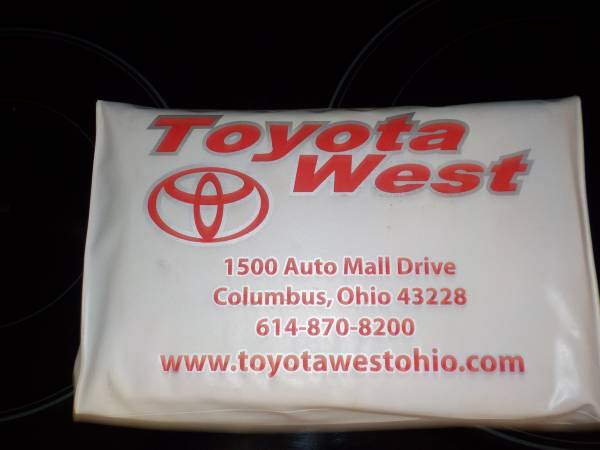 Toyota
West
1500 Auto Mall Drive
Columbus, Ohio 43228
614-870-8200
www.toyotawestohio.com